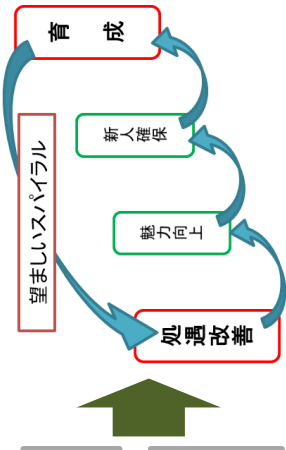 育　成
新人確保
望ましいスパイラル
魅力向上
処遇改善